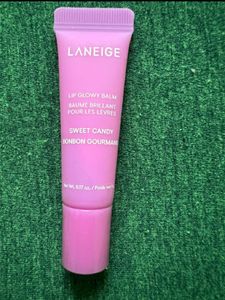 LANEIGE
LIP GLOWY BALM
BAUME BRILLANT
POUR LES LÈVRES
SWEET CANDY
BONBON GOURMAND